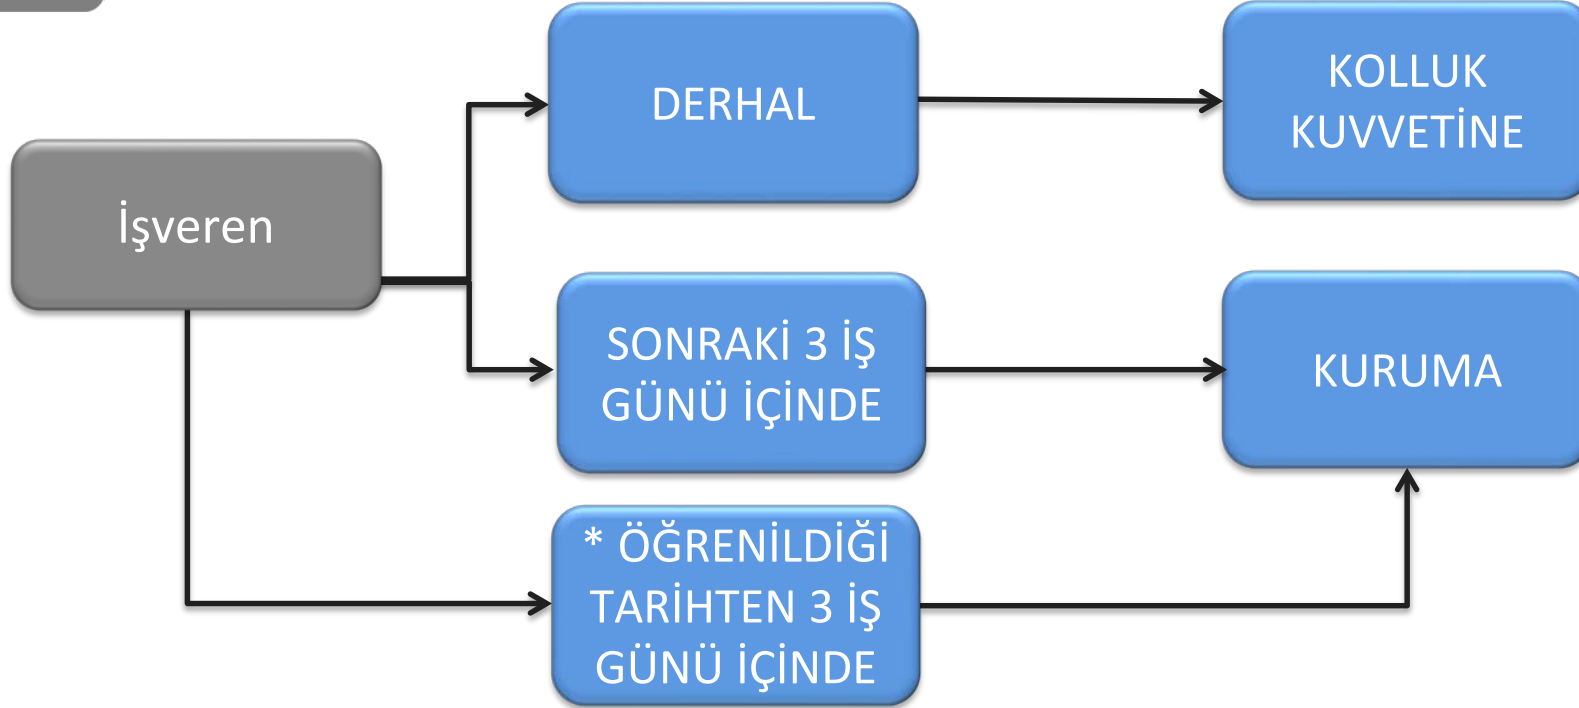 İşveren
DERHAL
KOLLUK
KUVVETİNE
SONRAKİ 3 İŞ
GÜNÜ İÇİNDE
KURUMA
* ÖĞRENİLDİĞİ
TARİHTEN 3 İŞ
GÜNÜ İÇİNDE